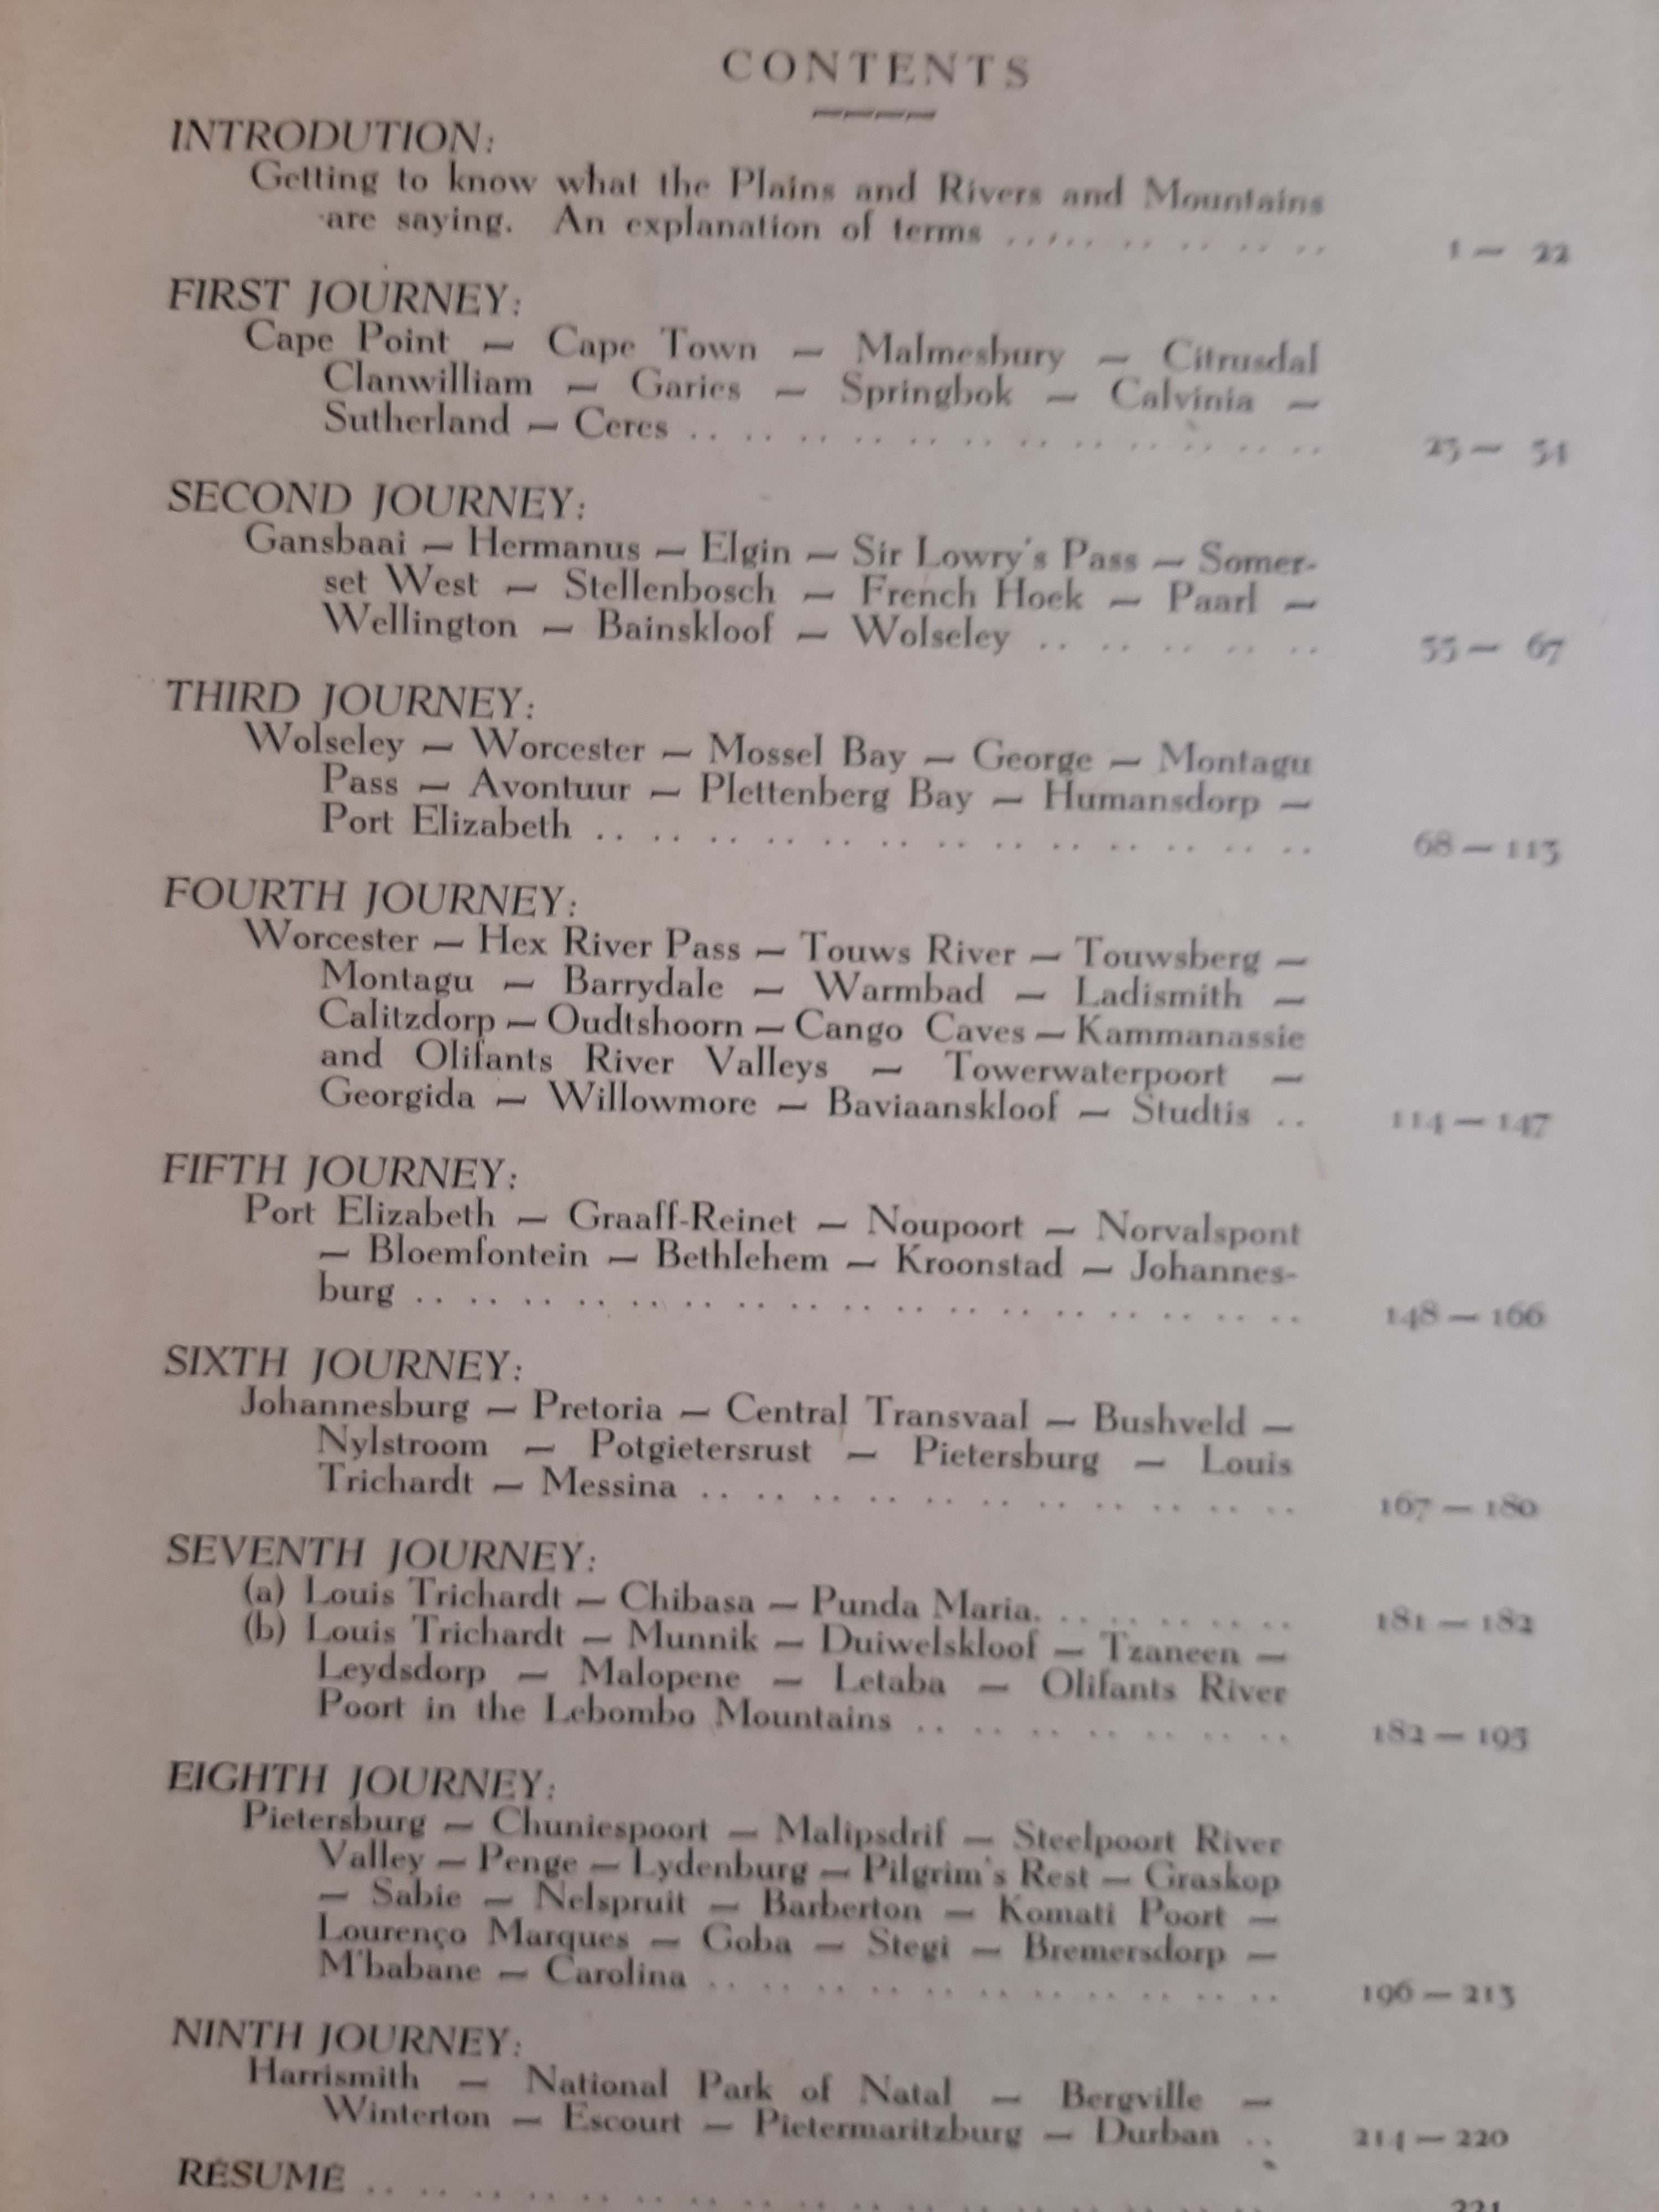 CONTENTS
INTRODUTION:
Getting to know what the Plains and Rivers and Mountains
are saying. An explanation of terms .. .. .. .. .. .. 1 — 22
FIRST JOURNEY:
Cape Point — Cape Town — Malmesbury — Citrusdal
Clanwilliam — Garies — Springbok — Calvinia —
Sutherland — Ceres .. .. .. .. .. .. .. .. .. .. .. .. 23 — 54
SECOND JOURNEY:
Gansbaai — Hermanus — Elgin — Sir Lowry's Pass — Somer-
set West — Stellenbosch — French Hoek — Paarl —
Wellington — Bainskloof — Wolseley .. .. .. .. .. 55 — 67
THIRD JOURNEY:
Wolseley — Worcester — Mossel Bay — George — Montagu
Pass — Avontuur — Plettenberg Bay — Humansdorp —
Port Elizabeth .. .. .. .. .. .. .. .. .. .. .. .. .. 68 — 113
FOURTH JOURNEY:
Worcester — Hex River Pass — Touws River — Touwsberg —
Montagu — Barrydale — Warmbad — Ladismith —
Calitzdorp — Oudtshoorn — Cango Caves — Kammanassie
and Olifants River Valleys — Towerwaterpoort —
Georgida — Willowmore — Baviaanskloof — Studtis .. 114 — 147
FIFTH JOURNEY:
Port Elizabeth — Graaff-Reinet — Noupoort — Norvalspont
— Bloemfontein — Bethlehem — Kroonstad — Johannes-
burg .. .. .. .. .. .. .. .. .. .. .. .. .. .. .. .. .. 148 — 166
SIXTH JOURNEY:
Johannesburg — Pretoria — Central Transvaal — Bushveld —
Nylstroom — Potgietersrust — Pietersburg — Louis
Trichardt — Messina .. .. .. .. .. .. .. .. .. .. .. 167 — 180
SEVENTH JOURNEY:
(a) Louis Trichardt — Chibasa — Punda Maria. .. .. .. .. .. 181 — 182
(b) Louis Trichardt — Munnik — Duiwelskloof — Tzaneen —
Leydsdorp — Malopene — Letaba — Olifants River
Poort in the Lebombo Mountains .. .. .. .. .. .. .. 182 — 195
EIGHTH JOURNEY:
Pietersburg — Chuniespoort — Malipsdrif — Steelpoort River
Valley — Penge — Lydenburg — Pilgrim's Rest — Graskop
— Sabie — Nelspruit — Barberton — Komati Poort —
Lourenço Marques — Goba — Stegi — Bremersdorp —
M'babane — Carolina .. .. .. .. .. .. .. .. .. .. .. 196 — 213
NINTH JOURNEY:
Harrismith — National Park of Natal — Bergville —
Winterton — Escourt — Pietermaritzburg — Durban .. 214 — 220
RÉSUMÉ .. .. .. .. .. .. .. .. .. .. .. .. .. .. .. .. .. 221